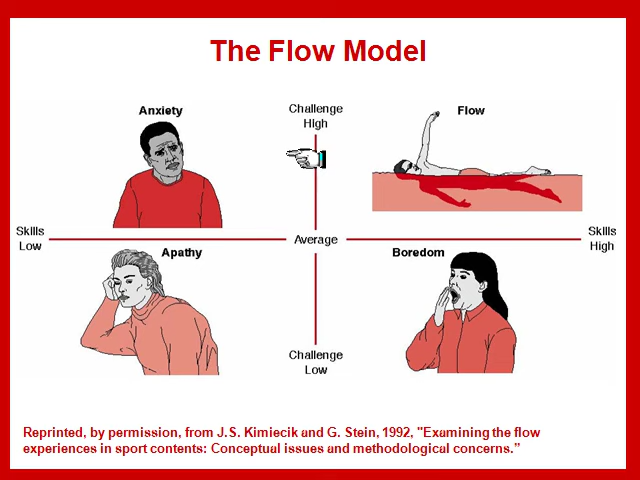 The Flow Model
Anxiety
Challenge
High
Flow
Skills
Low
Average
Skills
High
Apathy
Boredom
Challenge
Low
Reprinted, by permission, from J.S. Kimiecik and G. Stein, 1992, "Examining the flow
experiences in sport contents: Conceptual issues and methodological concerns."